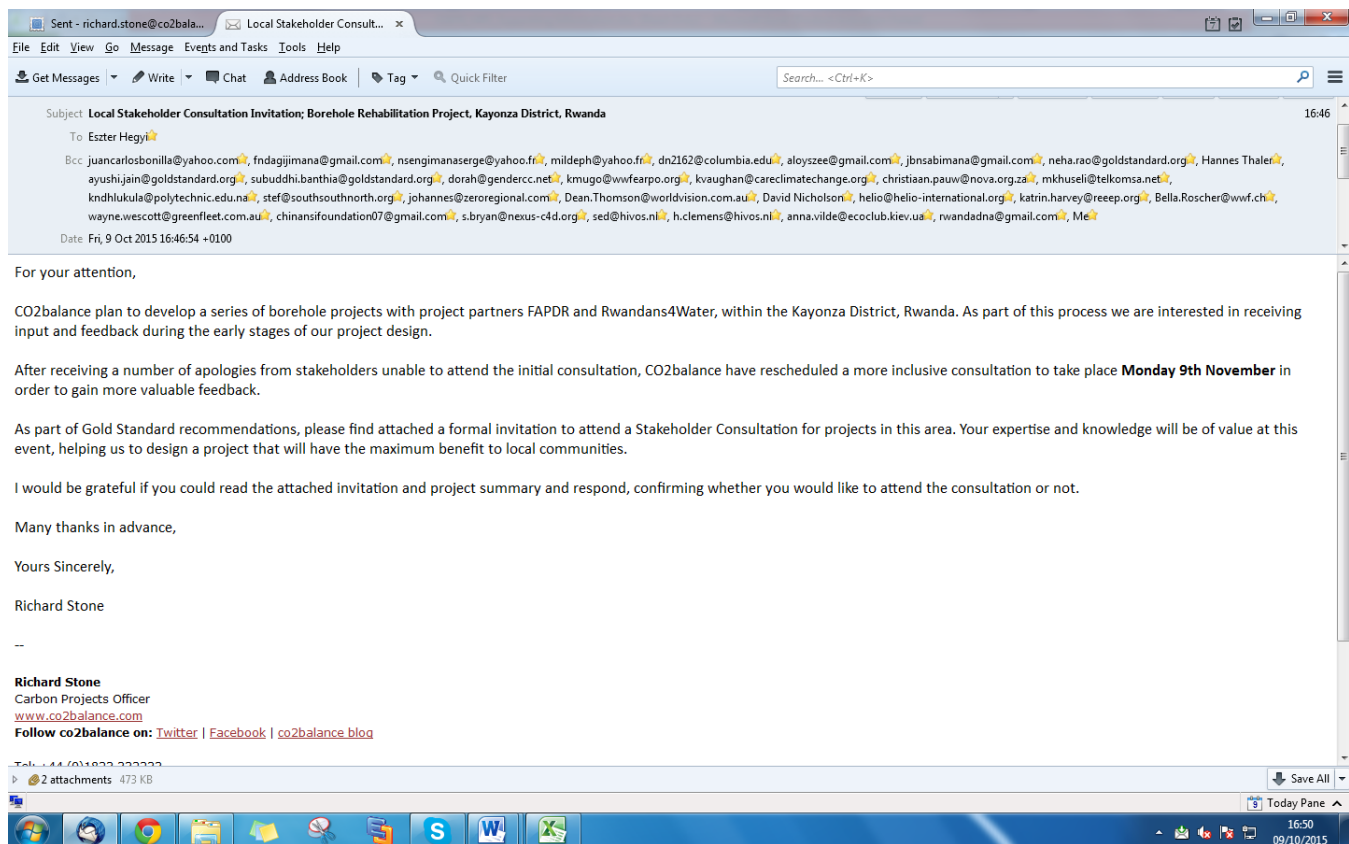 Sent - richard.stone@co2bala...
Local Stakeholder Consult...
File Edit View Go Message Events and Tasks Tools Help
Get Messages Write Chat Address Book Tag Quick Filter Search... <Ctrl+K>
Subject Local Stakeholder Consultation Invitation; Borehole Rehabilitation Project, Kayonza District, Rwanda 16:46
To Eszter Hegyi
Bcc juancarlosbonilla@yahoo.com, fndagijimana@gmail.com, nsengimanaserge@yahoo.fr, mildeph@yahoo.fr, dn2162@columbia.edu, aloyszee@gmail.com, jbnsabimana@gmail.com, neha.rao@goldstandard.org, Hannes Thaler,
ayushi.jain@goldstandard.org, subuddhi.banthia@goldstandard.org, dorah@gendercc.net, kmugo@wwfearpo.org, kvaughan@careclimatechange.org, christiaan.pauw@nova.org.za, mkhuseli@telkomsa.net,
kndhlukula@polytechnic.edu.na, stef@southsouthnorth.org, johannes@zeroregional.com, Dean.Thomson@worldvision.com.au, David Nicholson, helio@helio-international.org, katrin.harvey@reeep.org, Bella.Roscher@wwf.ch,
wayne.wescott@greenfleet.com.au, chinansifoundation07@gmail.com, s.bryan@nexus-c4d.org, sed@hivos.nl, h.clemens@hivos.nl, anna.vilde@ecoclub.kiev.ua, rwandadna@gmail.com, Me
Date Fri, 9 Oct 2015 16:46:54 +0100
For your attention,
CO2balance plan to develop a series of borehole projects with project partners FAPDR and Rwandans4Water, within the Kayonza District, Rwanda. As part of this process we are interested in receiving
input and feedback during the early stages of our project design.
After receiving a number of apologies from stakeholders unable to attend the initial consultation, CO2balance have rescheduled a more inclusive consultation to take place Monday 9th November in
order to gain more valuable feedback.
As part of Gold Standard recommendations, please find attached a formal invitation to attend a Stakeholder Consultation for projects in this area. Your expertise and knowledge will be of value at this
event, helping us to design a project that will have the maximum benefit to local communities.
I would be grateful if you could read the attached invitation and project summary and respond, confirming whether you would like to attend the consultation or not.
Many thanks in advance,
Yours Sincerely,
Richard Stone
--
Richard Stone
Carbon Projects Officer
www.co2balance.com
Follow co2balance on: Twitter | Facebook | co2balance blog
2 attachments 473 KB Save All
9 Today Pane
16:50
09/10/2015